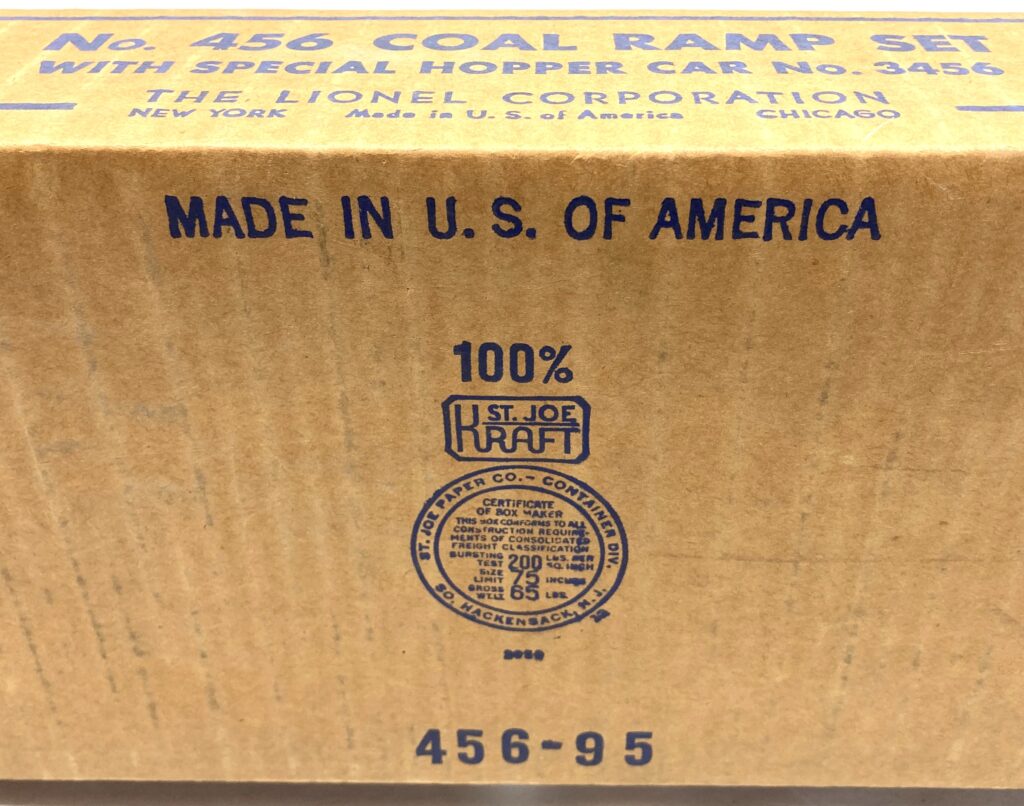 No. 456 COAL RAMP SET
WITH SPECIAL HOPPER CAR No. 3456
THE LIONEL CORPORATION
NEW YORK Made in U. S. of America CHICAGO
MADE IN U. S. OF AMERICA
100%
ST. JOE
KRAFT
ST. JOE PAPER CO. - CONTAINER DIV.
CERTIFICATE
OF BOX MAKER
THIS BOX CONFORMS TO ALL
CONSTRUCTION REQUIRE-
MENTS OF CONSOLIDATED
FREIGHT CLASSIFICATION
BURSTING TEST 200 LBS. PER SQ. INCH
SIZE LIMIT 75 INCHES
GROSS WT. LT. 65 LBS.
SO. HACKENSACK, N. J.
456-95